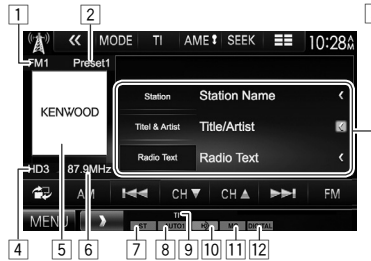 1 2
MODE TI AME SEEK 10:28
FM1 Preset1
KENWOOD
Station Station Name
Titel & Artist Title/Artist
Radio Text Radio Text
HD3 87.9MHz
AM CH▼ CH▲ FM
MENU TI
DIGITAL
4 5 6 7 8 9 10 11 12